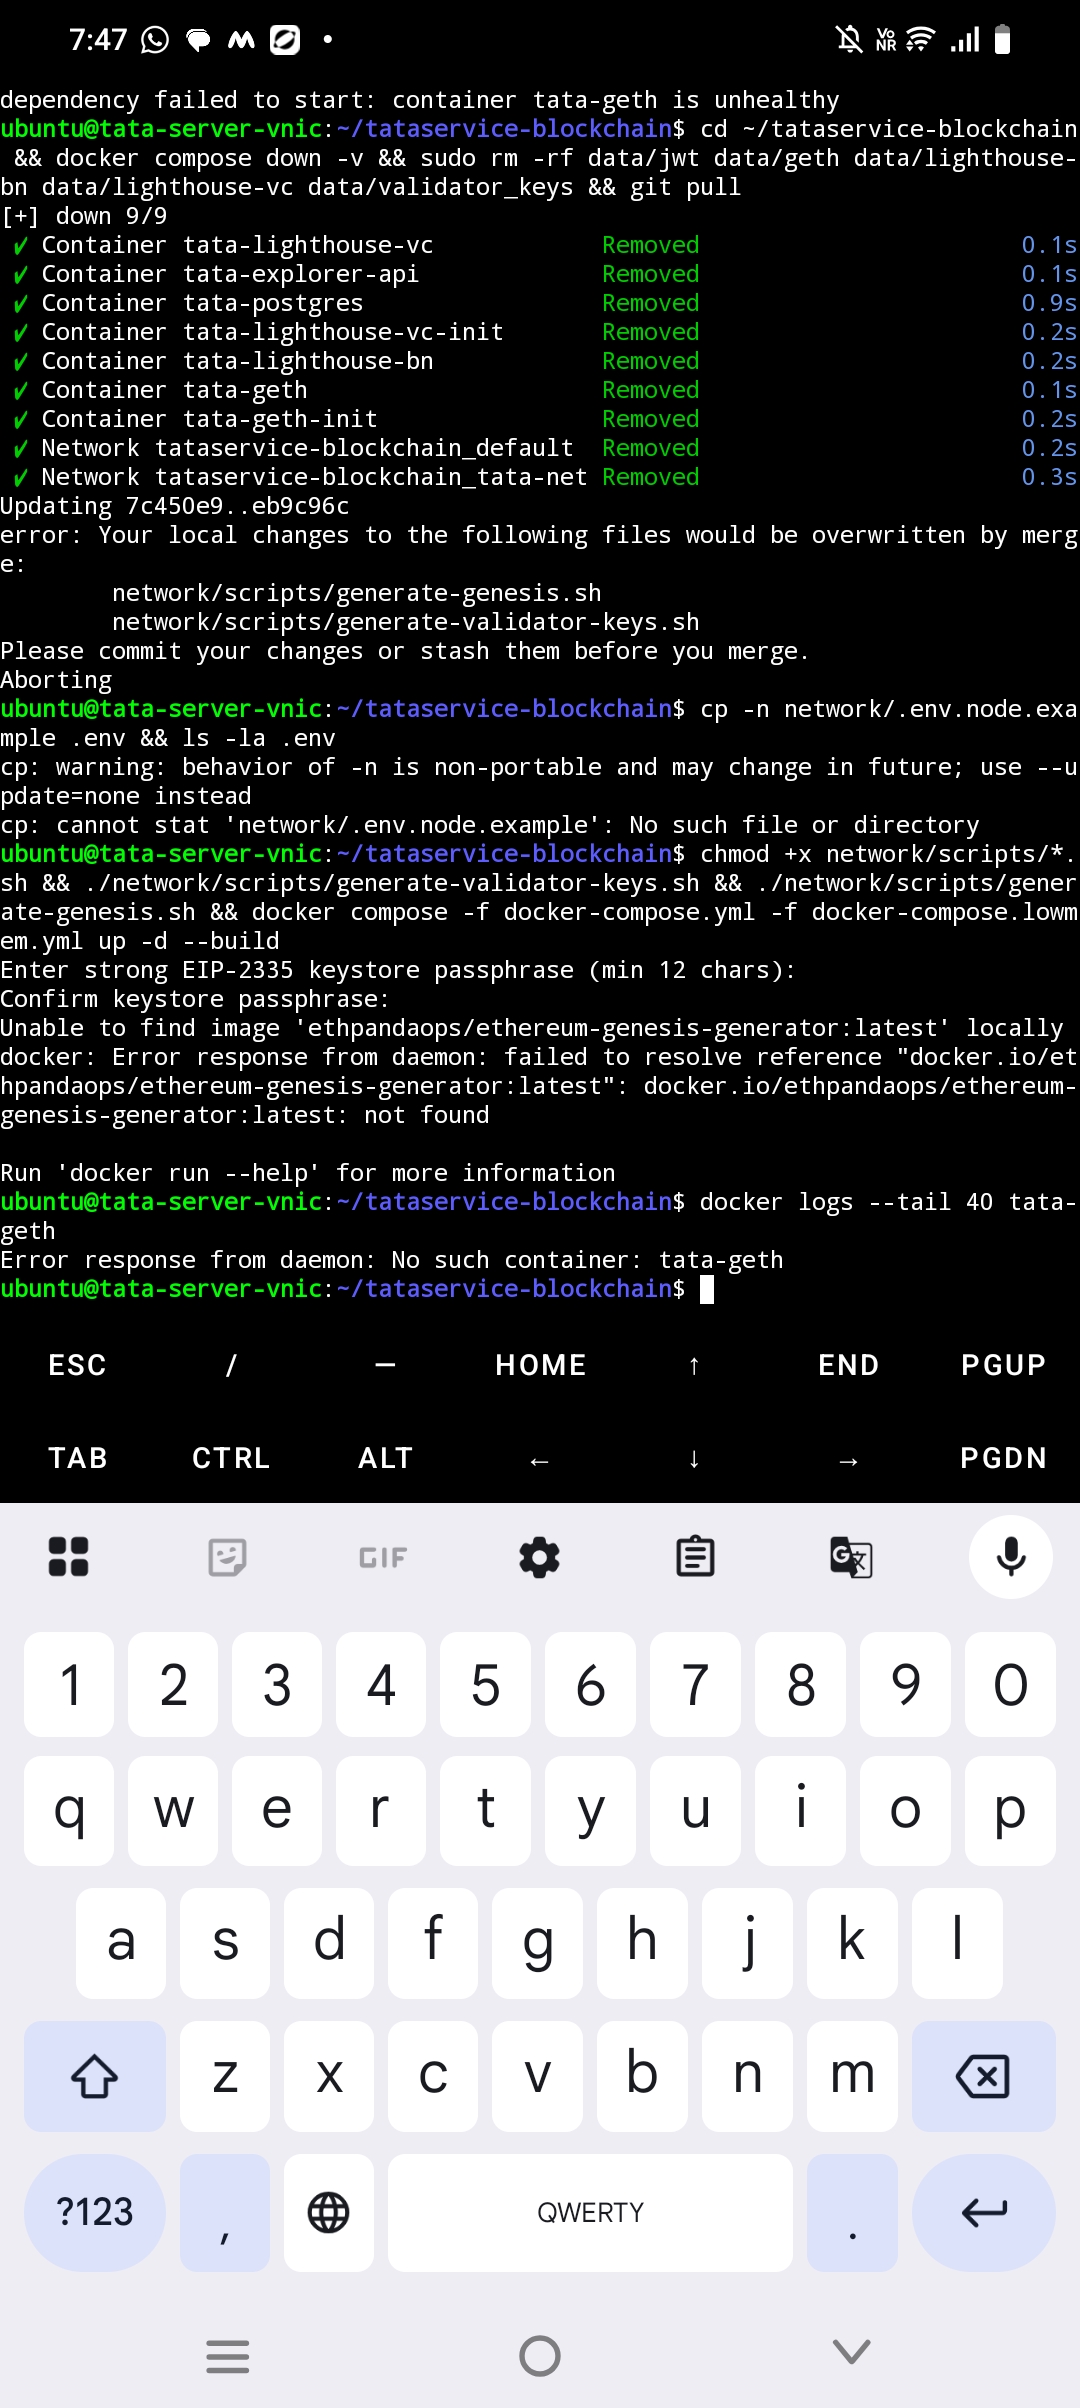 7:47
Vo NR
dependency failed to start: container tata-geth is unhealthy
ubuntu@tata-server-vnic:~/tataservice-blockchain$ cd ~/tataservice-blockchain
 && docker compose down -v && sudo rm -rf data/jwt data/geth data/lighthouse-
bn data/lighthouse-vc data/validator_keys && git pull
[+] down 9/9
 ✔ Container tata-lighthouse-vc Removed 0.1s
 ✔ Container tata-explorer-api Removed 0.1s
 ✔ Container tata-postgres Removed 0.9s
 ✔ Container tata-lighthouse-vc-init Removed 0.2s
 ✔ Container tata-lighthouse-bn Removed 0.2s
 ✔ Container tata-geth Removed 0.1s
 ✔ Container tata-geth-init Removed 0.2s
 ✔ Network tataservice-blockchain_default Removed 0.2s
 ✔ Network tataservice-blockchain_tata-net Removed 0.3s
Updating 7c450e9..eb9c96c
error: Your local changes to the following files would be overwritten by merg
e:
        network/scripts/generate-genesis.sh
        network/scripts/generate-validator-keys.sh
Please commit your changes or stash them before you merge.
Aborting
ubuntu@tata-server-vnic:~/tataservice-blockchain$ cp -n network/.env.node.exa
mple .env && ls -la .env
cp: warning: behavior of -n is non-portable and may change in future; use --u
pdate=none instead
cp: cannot stat 'network/.env.node.example': No such file or directory
ubuntu@tata-server-vnic:~/tataservice-blockchain$ chmod +x network/scripts/*.
sh && ./network/scripts/generate-validator-keys.sh && ./network/scripts/gener
ate-genesis.sh && docker compose -f docker-compose.yml -f docker-compose.lowm
em.yml up -d --build
Enter strong EIP-2335 keystore passphrase (min 12 chars):
Confirm keystore passphrase:
Unable to find image 'ethpandaops/ethereum-genesis-generator:latest' locally
docker: Error response from daemon: failed to resolve reference "docker.io/et
hpandaops/ethereum-genesis-generator:latest": docker.io/ethpandaops/ethereum-
genesis-generator:latest: not found
Run 'docker run --help' for more information
ubuntu@tata-server-vnic:~/tataservice-blockchain$ docker logs --tail 40 tata-
geth
Error response from daemon: No such container: tata-geth
ubuntu@tata-server-vnic:~/tataservice-blockchain$
ESC / — HOME ↑ END PGUP
TAB CTRL ALT ← ↓ → PGDN
GIF
1 2 3 4 5 6 7 8 9 0
q w e r t y u i o p
a s d f g h j k l
z x c v b n m
?123 , QWERTY .